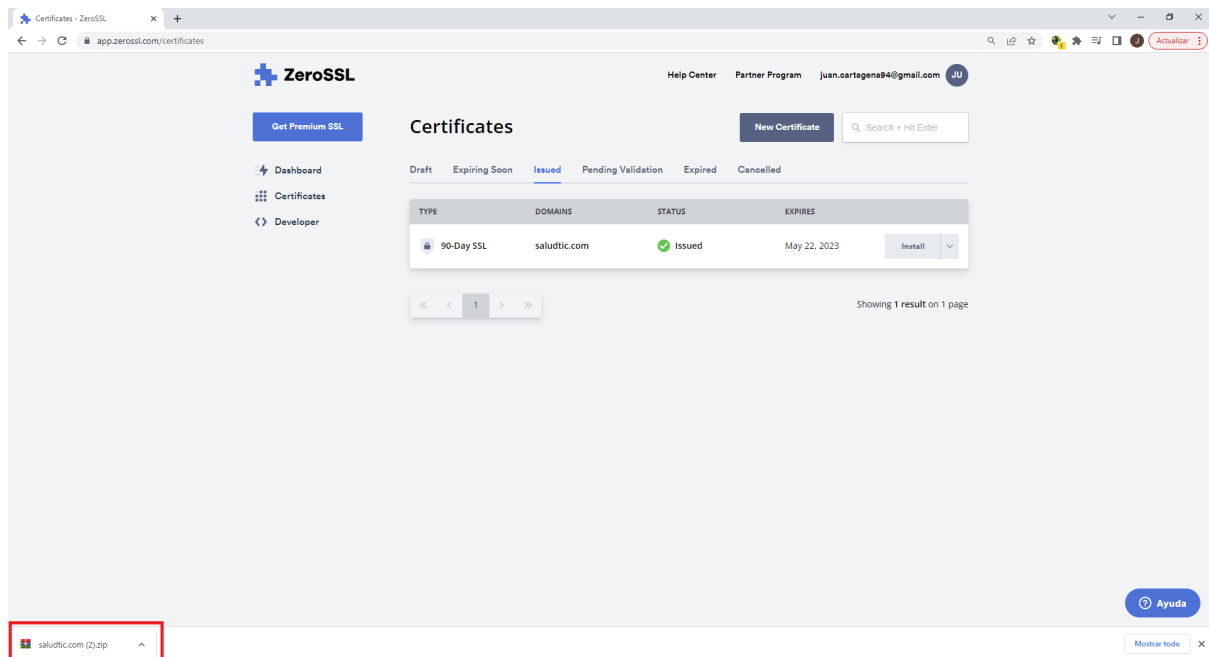 Certificates - ZeroSSL
app.zerossl.com/certificates
J
Actualizar
ZeroSSL
Help Center Partner Program juan.cartagena94@gmail.com JU
Get Premium SSL
Certificates
New Certificate
Search + Hit Enter
Dashboard
Certificates
Developer
Draft Expiring Soon Issued Pending Validation Expired Cancelled
TYPE DOMAINS STATUS EXPIRES
90-Day SSL saludtic.com Issued May 22, 2023 Install
« < 1 > »
Showing 1 result on 1 page
Ayuda
saludtic.com (2).zip
Mostrar todo